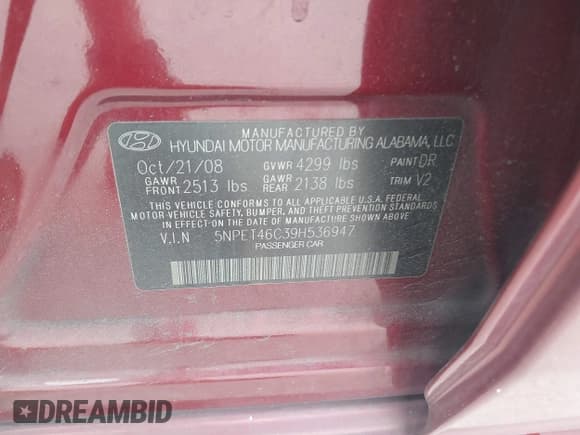 MANUFACTURED BY
HYUNDAI MOTOR MANUFACTURING ALABAMA, LLC
Oct/21/08 GVWR 4299 lbs PAINT DR
GAWR FRONT 2513 lbs GAWR REAR 2138 lbs TRIM V2
THIS VEHICLE CONFORMS TO ALL APPLICABLE U.S.A. FEDERAL
MOTOR VEHICLE SAFETY, BUMPER, AND THEFT PREVENTION
STANDARDS IN EFFECT ON THE DATE OF MANUFACTURE SHOWN ABOVE.
V.I.N 5NPET46C39H536947
PASSENGER CAR
DREAMBID